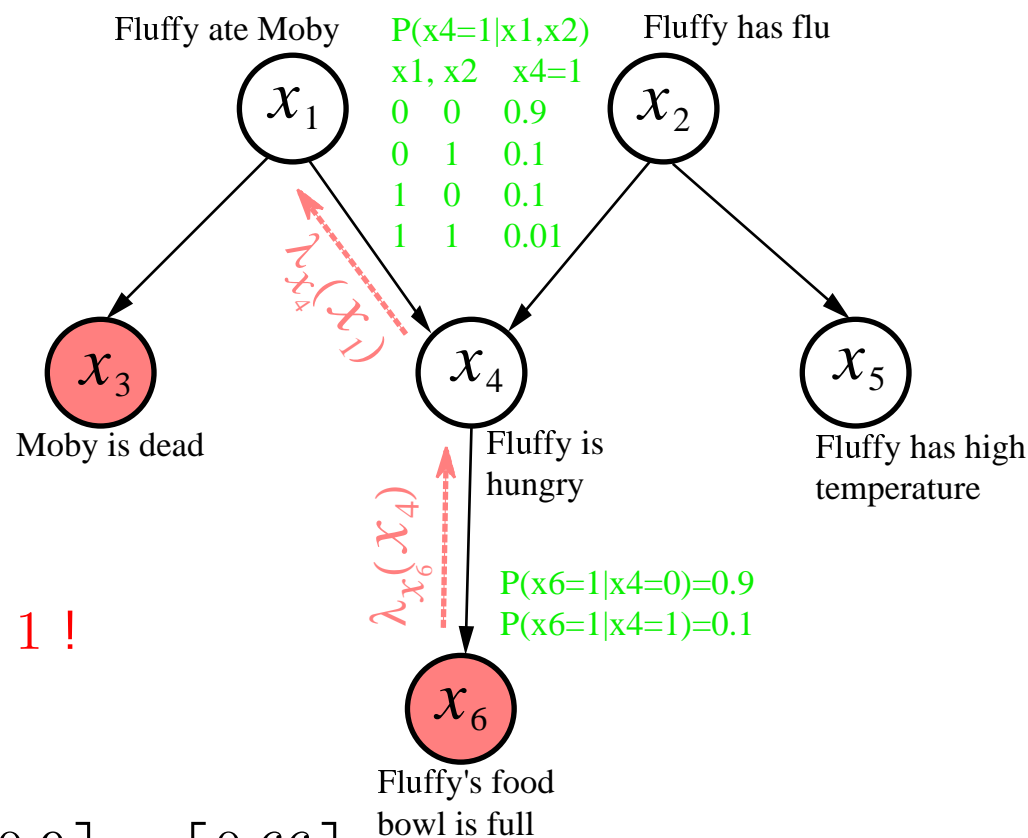 Fluffy ate Moby
P(x4=1|x1,x2)
Fluffy has flu
x1, x2 x4=1
0 0 0.9
0 1 0.1
1 0 0.1
1 1 0.01
x₁
x₂
λx₄(x₁)
x₃
x₄
x₅
Moby is dead
Fluffy is
hungry
Fluffy has high
temperature
λx₆(x₄)
P(x6=1|x4=0)=0.9
P(x6=1|x4=1)=0.1
1 !
x₆
Fluffy's food
bowl is full